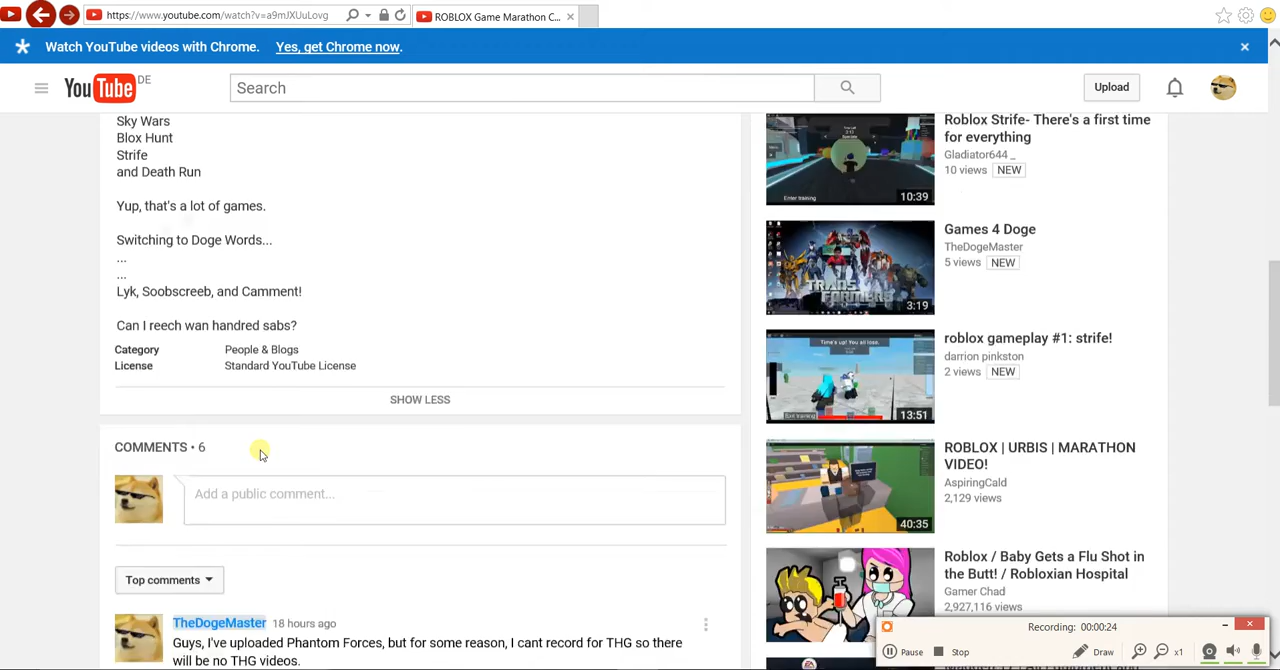 https://www.youtube.com/watch?v=a9mJXUuLovg
ROBLOX Game Marathon C...
Watch YouTube videos with Chrome. Yes, get Chrome now.
YouTube DE
Search
Upload
Sky Wars
Blox Hunt
Strife
and Death Run
Yup, that's a lot of games.
Switching to Doge Words...
...
...
Lyk, Soobscreeb, and Camment!
Can I reech wan handred sabs?
Category People & Blogs
License Standard YouTube License
SHOW LESS
COMMENTS • 6
Add a public comment...
Top comments
TheDogeMaster 18 hours ago
Guys, I've uploaded Phantom Forces, but for some reason, I cant record for THG so there
will be no THG videos.
Enter training
10:39
Roblox Strife- There's a first time
for everything
Gladiator644 _
10 views NEW
TRANSFORMERS
3:19
Games 4 Doge
TheDogeMaster
5 views NEW
Time's up! You all lose.
13:51
roblox gameplay #1: strife!
darrion pinkston
2 views NEW
40:35
ROBLOX | URBIS | MARATHON
VIDEO!
AspiringCald
2,129 views
Roblox / Baby Gets a Flu Shot in
the Butt! / Robloxian Hospital
Gamer Chad
2,927,116 views
Recording: 00:00:24
Pause Stop Draw x1